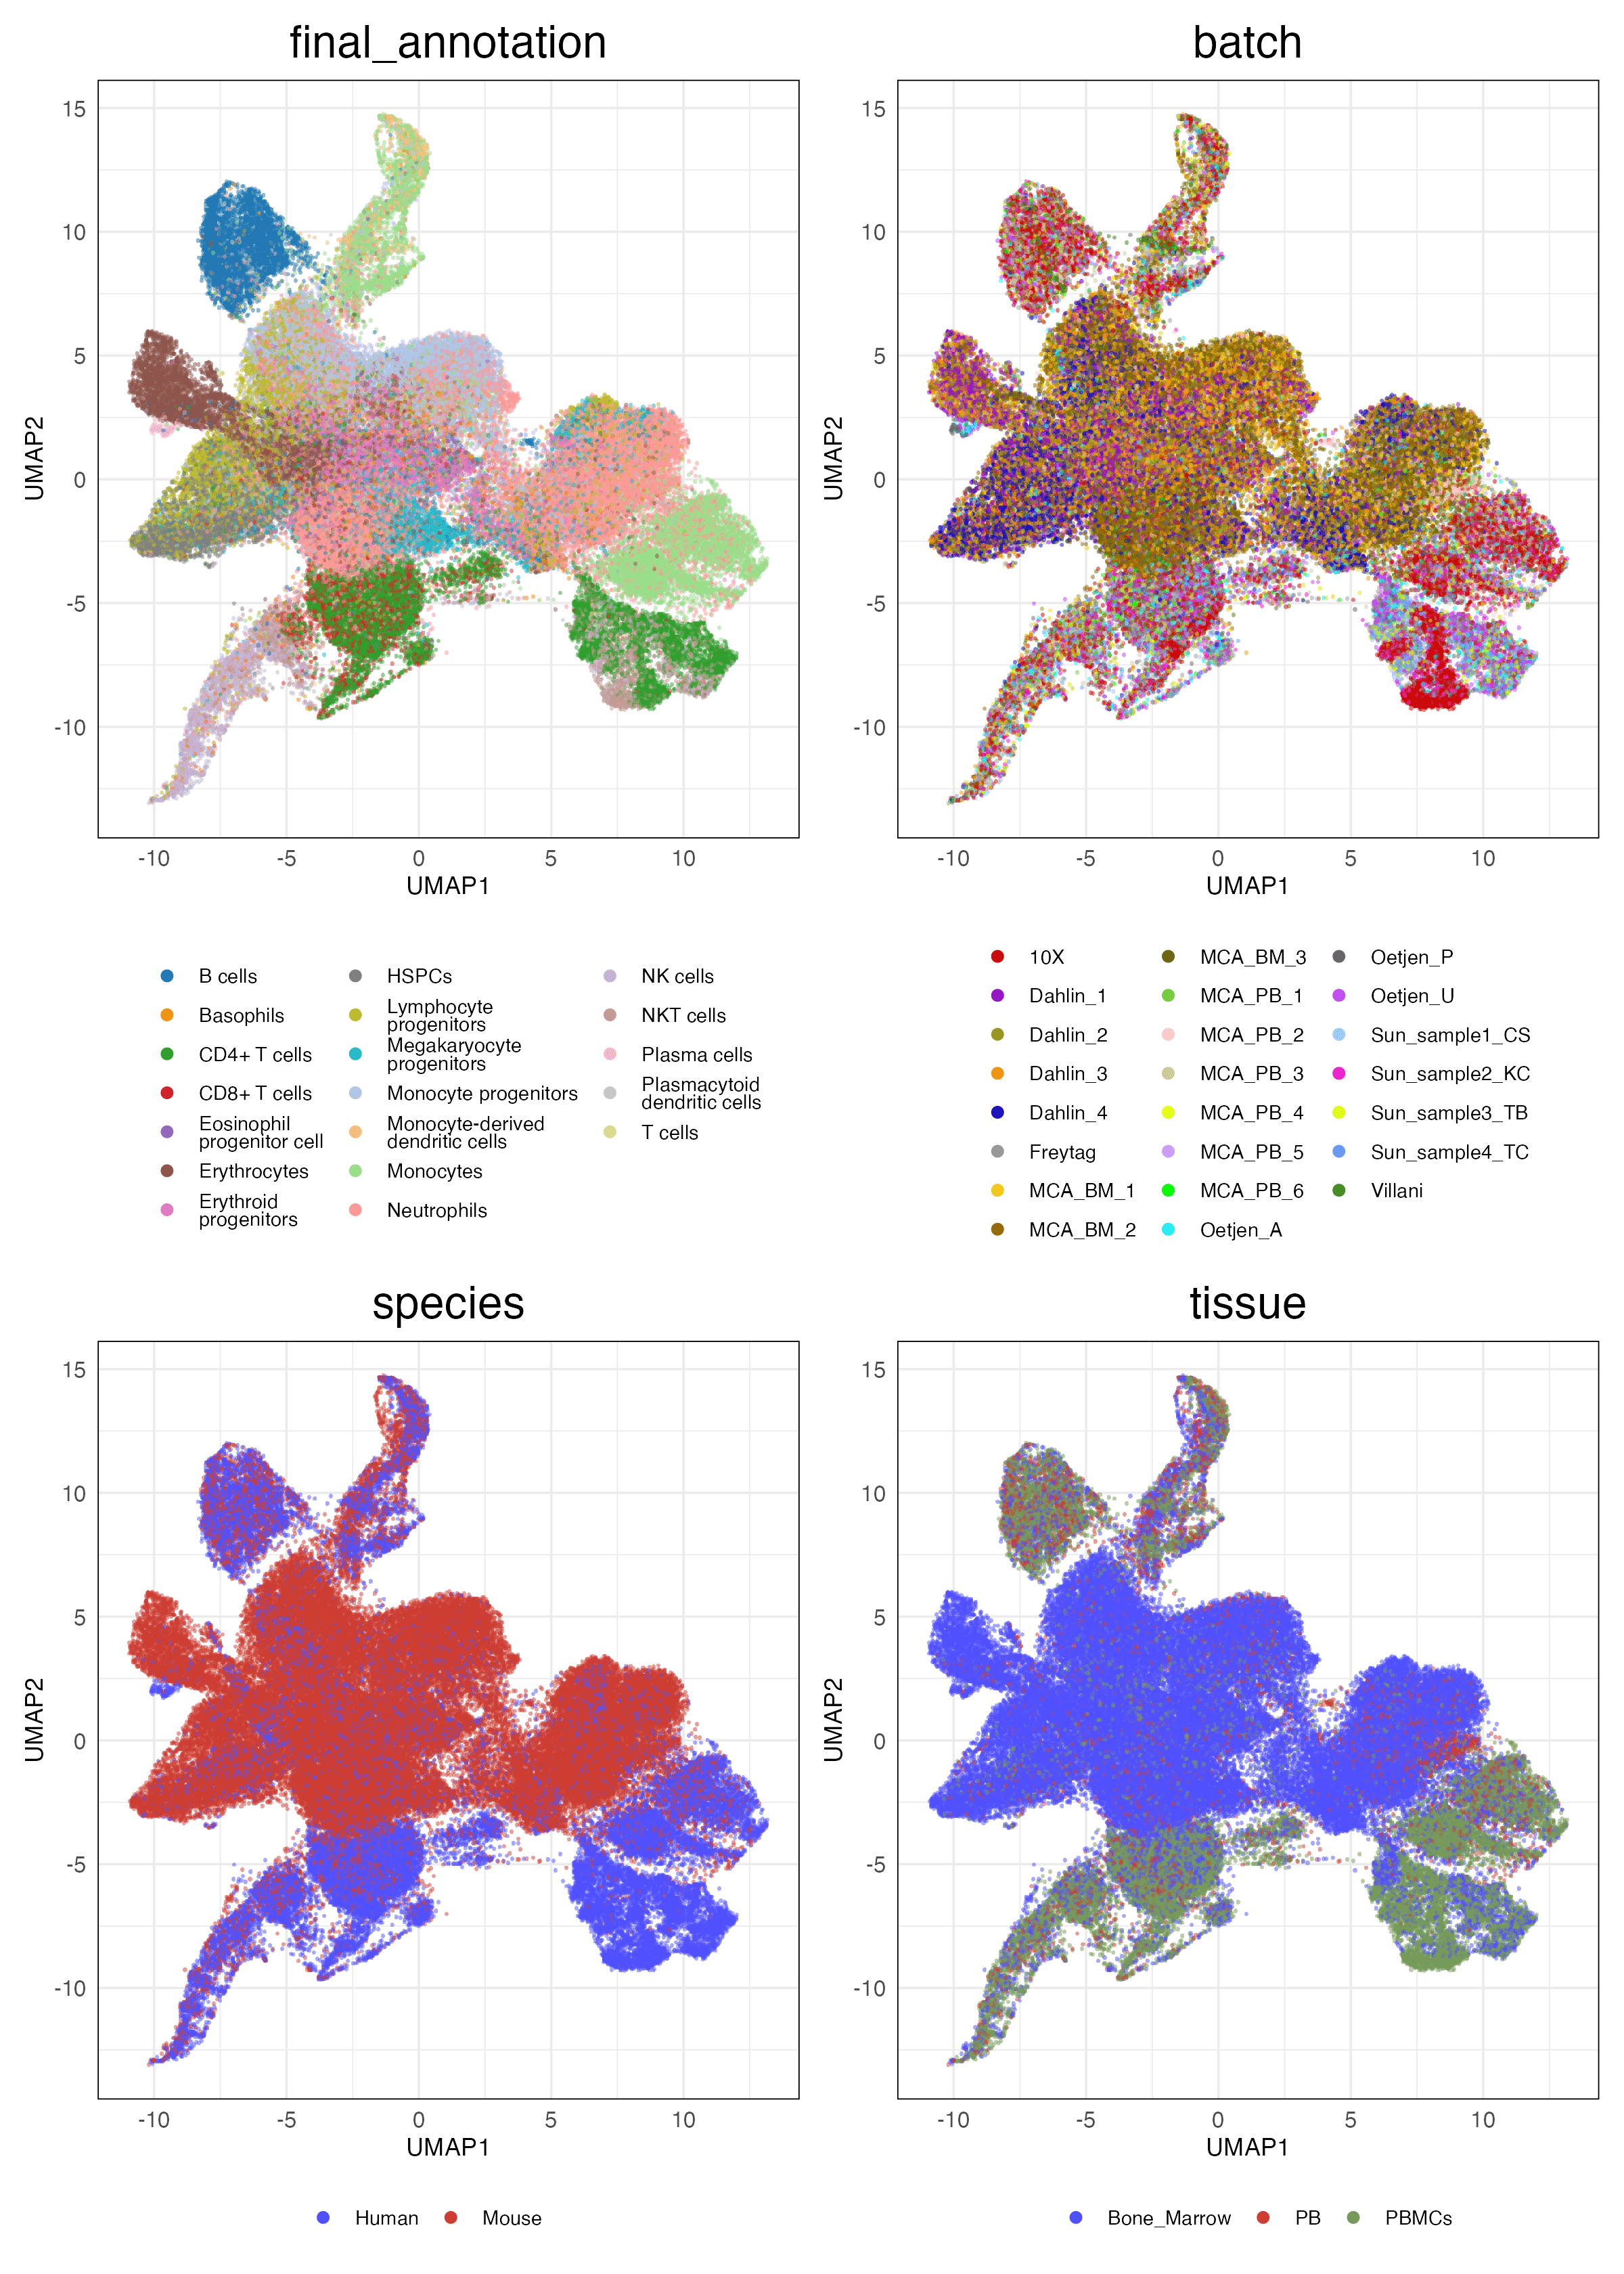 final_annotation
batch
15
10
5
0
-5
-10
UMAP2
-10
-5
0
5
10
UMAP1
15
10
5
0
-5
-10
UMAP2
-10
-5
0
5
10
UMAP1
B cells
Basophils
CD4+ T cells
CD8+ T cells
Eosinophil
progenitor cell
Erythrocytes
Erythroid
progenitors
HSPCs
Lymphocyte
progenitors
Megakaryocyte
progenitors
Monocyte progenitors
Monocyte-derived
dendritic cells
Monocytes
Neutrophils
NK cells
NKT cells
Plasma cells
Plasmacytoid
dendritic cells
T cells
10X
Dahlin_1
Dahlin_2
Dahlin_3
Dahlin_4
Freytag
MCA_BM_1
MCA_BM_2
MCA_BM_3
MCA_PB_1
MCA_PB_2
MCA_PB_3
MCA_PB_4
MCA_PB_5
MCA_PB_6
Oetjen_A
Oetjen_P
Oetjen_U
Sun_sample1_CS
Sun_sample2_KC
Sun_sample3_TB
Sun_sample4_TC
Villani
species
tissue
15
10
5
0
-5
-10
UMAP2
-10
-5
0
5
10
UMAP1
15
10
5
0
-5
-10
UMAP2
-10
-5
0
5
10
UMAP1
Human
Mouse
Bone_Marrow
PB
PBMCs